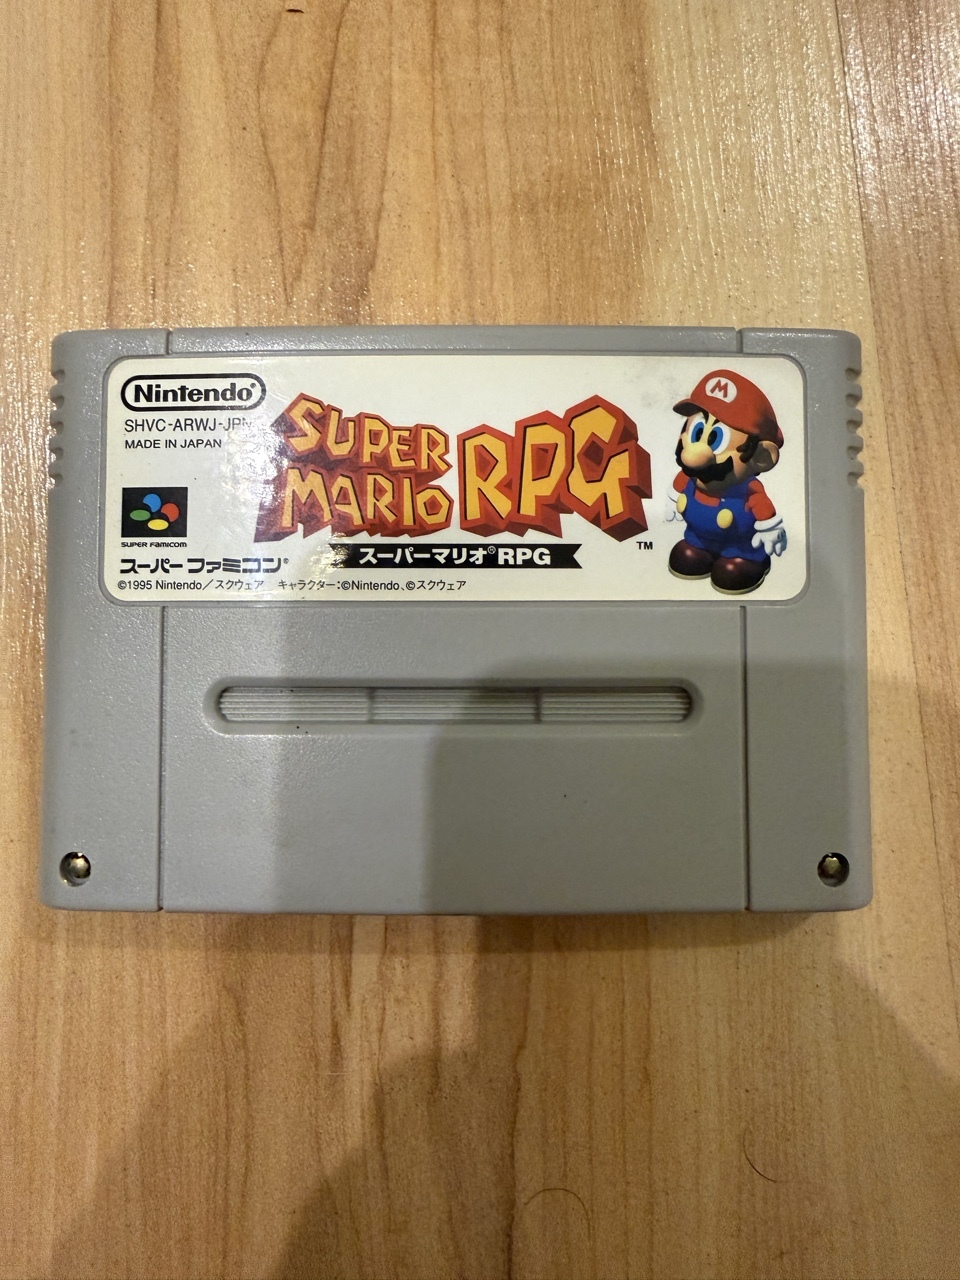 Nintendo®
SHVC-ARWJ-JPN
MADE IN JAPAN
SUPER FAMICOM
スーパーファミコン®
©1995 Nintendo／スクウェア キャラクター:©Nintendo、©スクウェア
SUPER
MARIO RPG
TM
スーパーマリオ®RPG
M